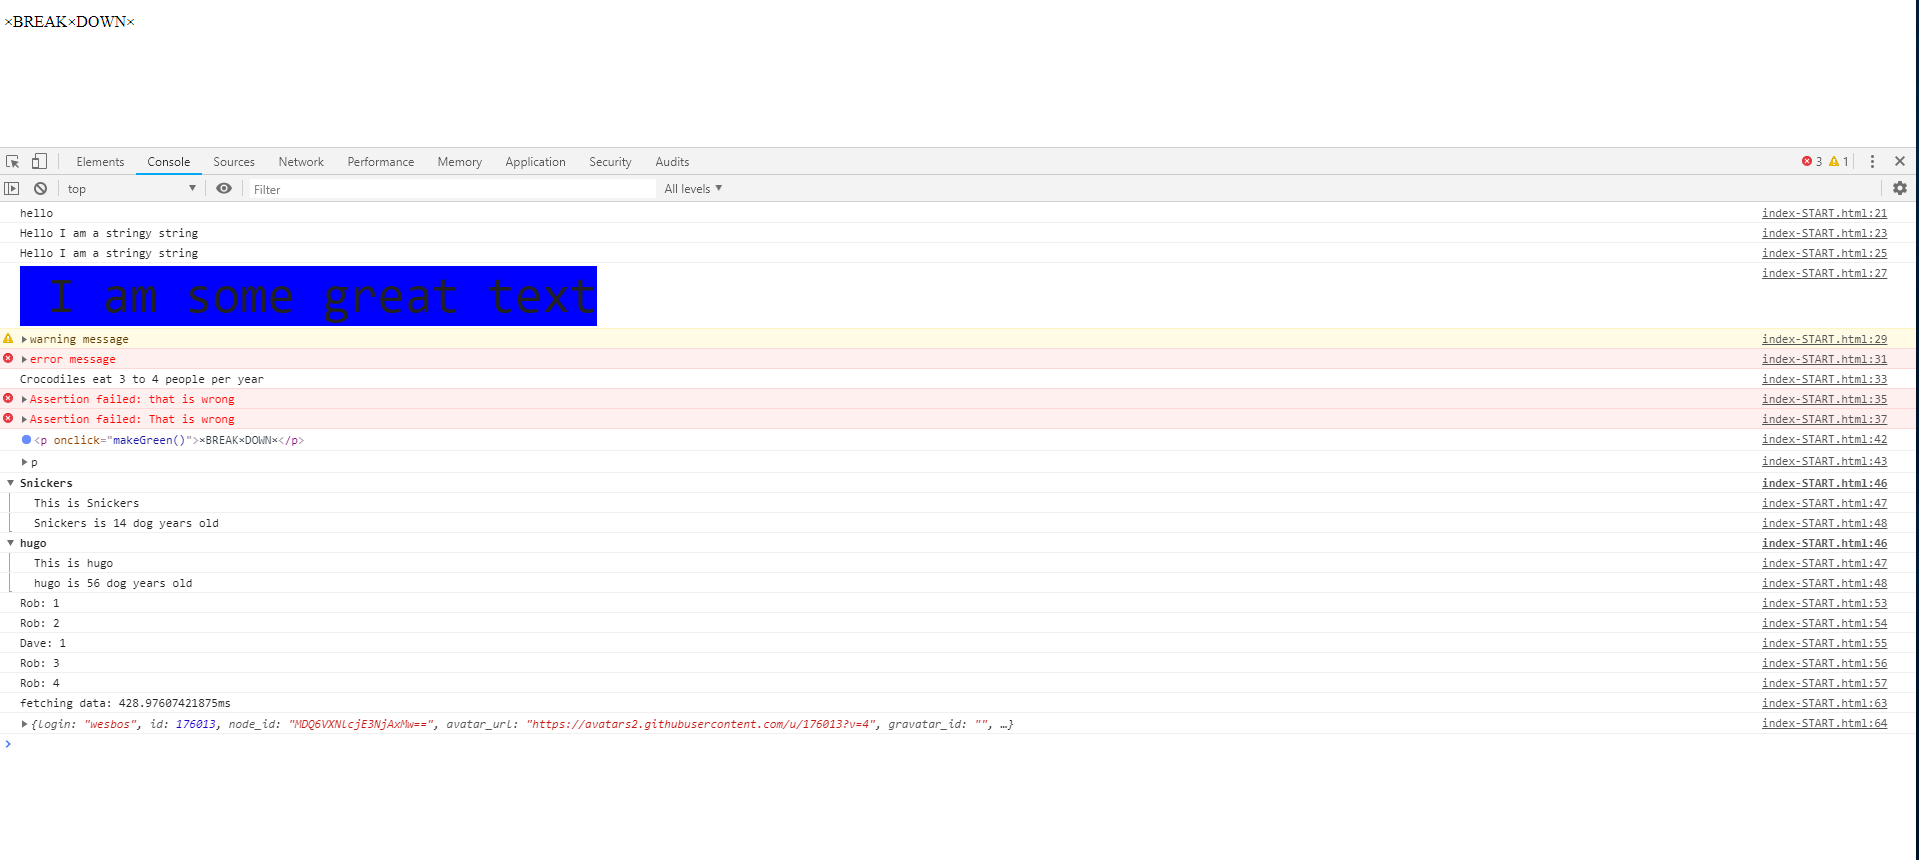 ×BREAK×DOWN×
Elements Console Sources Network Performance Memory Application Security Audits 3 1
top Filter All levels
hello index-START.html:21
Hello I am a stringy string index-START.html:23
Hello I am a stringy string index-START.html:25
I am some great text index-START.html:27
warning message index-START.html:29
error message index-START.html:31
Crocodiles eat 3 to 4 people per year index-START.html:33
Assertion failed: that is wrong index-START.html:35
Assertion failed: That is wrong index-START.html:37
<p onclick="makeGreen()">×BREAK×DOWN×</p> index-START.html:42
p index-START.html:43
Snickers index-START.html:46
This is Snickers index-START.html:47
Snickers is 14 dog years old index-START.html:48
hugo index-START.html:46
This is hugo index-START.html:47
hugo is 56 dog years old index-START.html:48
Rob: 1 index-START.html:53
Rob: 2 index-START.html:54
Dave: 1 index-START.html:55
Rob: 3 index-START.html:56
Rob: 4 index-START.html:57
fetching data: 428.97607421875ms index-START.html:63
{login: "wesbos", id: 176013, node_id: "MDQ6VXNlcjE3NjAxMw==", avatar_url: "https://avatars2.githubusercontent.com/u/176013?v=4", gravatar_id: "", …} index-START.html:64